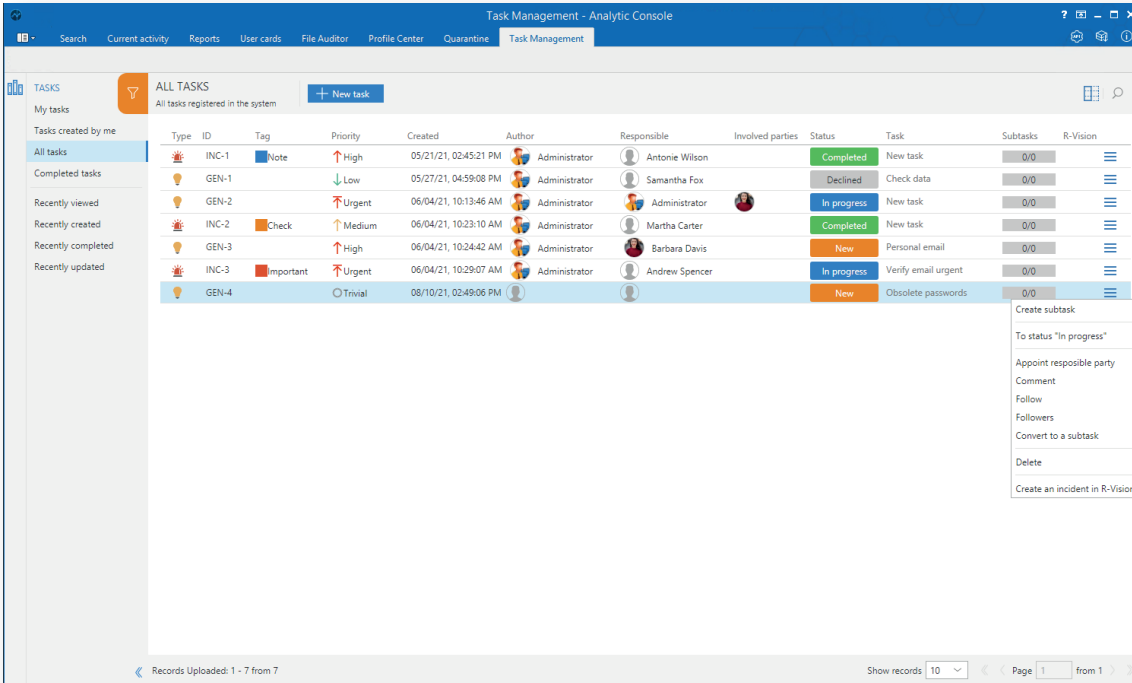 Task Management - Analytic Console
?
Search Current activity Reports User cards File Auditor Profile Center Quarantine Task Management
API
TASKS
My tasks
Tasks created by me
All tasks
Completed tasks
Recently viewed
Recently created
Recently completed
Recently updated
ALL TASKS
All tasks registered in the system
+ New task
Type ID Tag Priority Created Author Responsible Involved parties Status Task Subtasks R-Vision
INC-1 Note High 05/21/21, 02:45:21 PM Administrator Antonie Wilson Completed New task 0/0
GEN-1 Low 05/27/21, 04:59:08 PM Administrator Samantha Fox Declined Check data 0/0
GEN-2 Urgent 06/04/21, 10:13:46 AM Administrator Administrator In progress New task 0/0
INC-2 Check Medium 06/04/21, 10:23:10 AM Administrator Martha Carter Completed New task 0/0
GEN-3 High 06/04/21, 10:24:42 AM Administrator Barbara Davis New Personal email 0/0
INC-3 Important Urgent 06/04/21, 10:29:07 AM Administrator Andrew Spencer In progress Verify email urgent 0/0
GEN-4 Trivial 08/10/21, 02:49:06 PM New Obsolete passwords 0/0
Create subtask
To status "In progress"
Appoint resposible party
Comment
Follow
Followers
Convert to a subtask
Delete
Create an incident in R-Vision
Records Uploaded: 1 - 7 from 7
Show records 10 Page 1 from 1